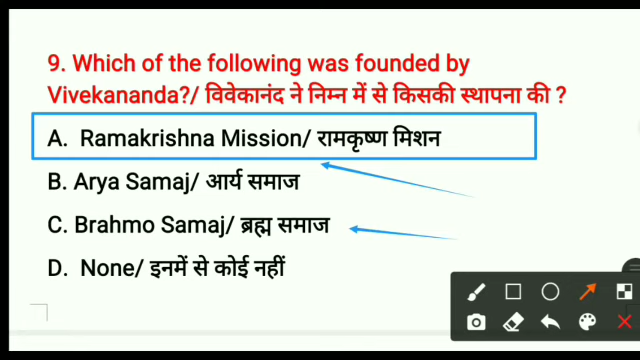 9. Which of the following was founded by
Vivekananda?/ विवेकानंद ने निम्न में से किसकी स्थापना की ?
A. Ramakrishna Mission/ रामकृष्ण मिशन
B. Arya Samaj/ आर्य समाज
C. Brahmo Samaj/ ब्रह्म समाज
D. None/ इनमें से कोई नहीं